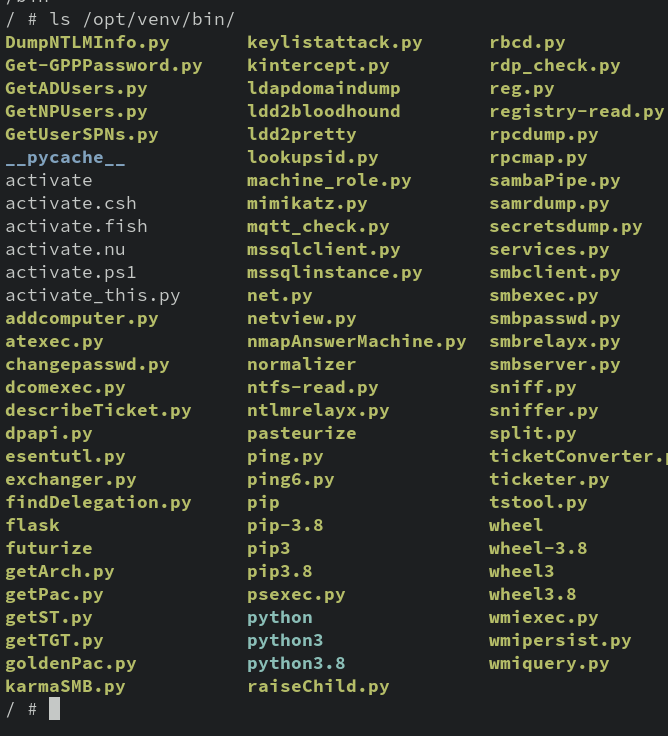 / # ls /opt/venv/bin/
DumpNTLMInfo.py keylistattack.py rbcd.py
Get-GPPPassword.py kintercept.py rdp_check.py
GetADUsers.py ldapdomaindump reg.py
GetNPUsers.py ldd2bloodhound registry-read.py
GetUserSPNs.py ldd2pretty rpcdump.py
__pycache__ lookupsid.py rpcmap.py
activate machine_role.py sambaPipe.py
activate.csh mimikatz.py samrdump.py
activate.fish mqtt_check.py secretsdump.py
activate.nu mssqlclient.py services.py
activate.ps1 mssqlinstance.py smbclient.py
activate_this.py net.py smbexec.py
addcomputer.py netview.py smbpasswd.py
atexec.py nmapAnswerMachine.py smbrelayx.py
changepasswd.py normalizer smbserver.py
dcomexec.py ntfs-read.py sniff.py
describeTicket.py ntlmrelayx.py sniffer.py
dpapi.py pasteurize split.py
esentutl.py ping.py ticketConverter.
exchanger.py ping6.py ticketer.py
findDelegation.py pip tstool.py
flask pip-3.8 wheel
futurize pip3 wheel-3.8
getArch.py pip3.8 wheel3
getPac.py psexec.py wheel3.8
getST.py python wmiexec.py
getTGT.py python3 wmipersist.py
goldenPac.py python3.8 wmiquery.py
karmaSMB.py raiseChild.py
/ #